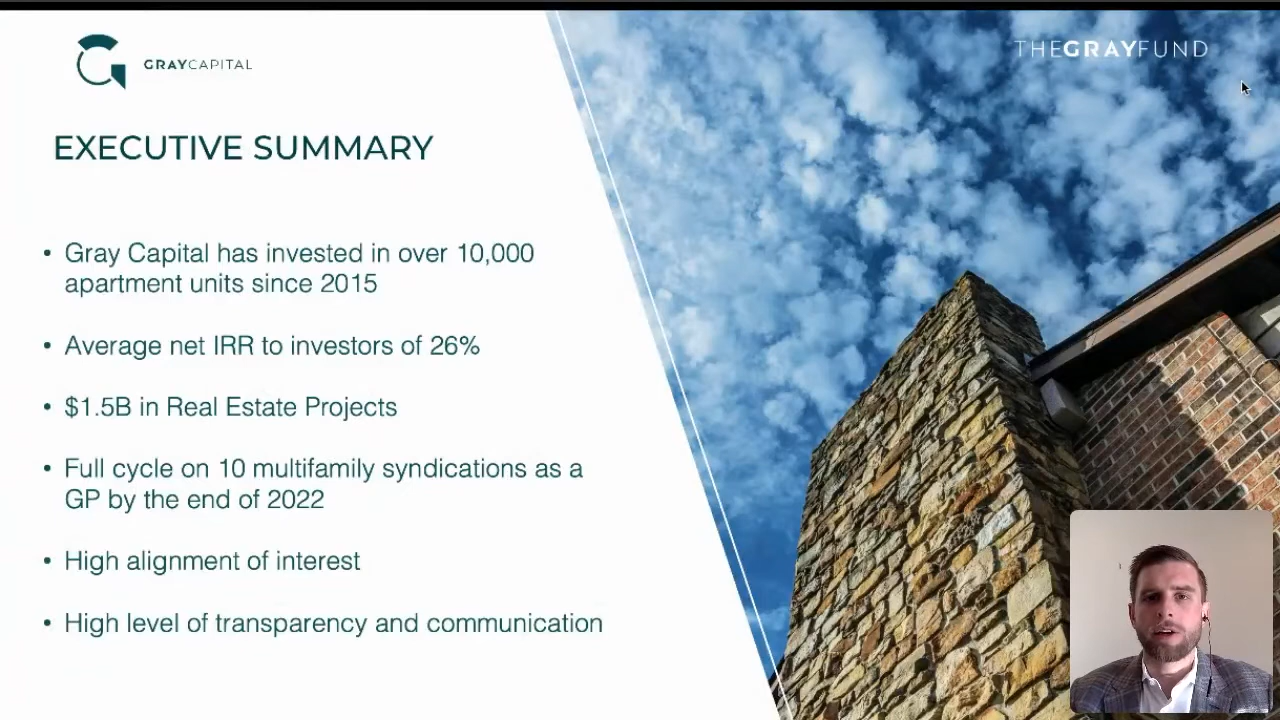 GRAYCAPITAL
THEGRAYFUND
EXECUTIVE SUMMARY
• Gray Capital has invested in over 10,000
apartment units since 2015
• Average net IRR to investors of 26%
• $1.5B in Real Estate Projects
• Full cycle on 10 multifamily syndications as a
GP by the end of 2022
• High alignment of interest
• High level of transparency and communication